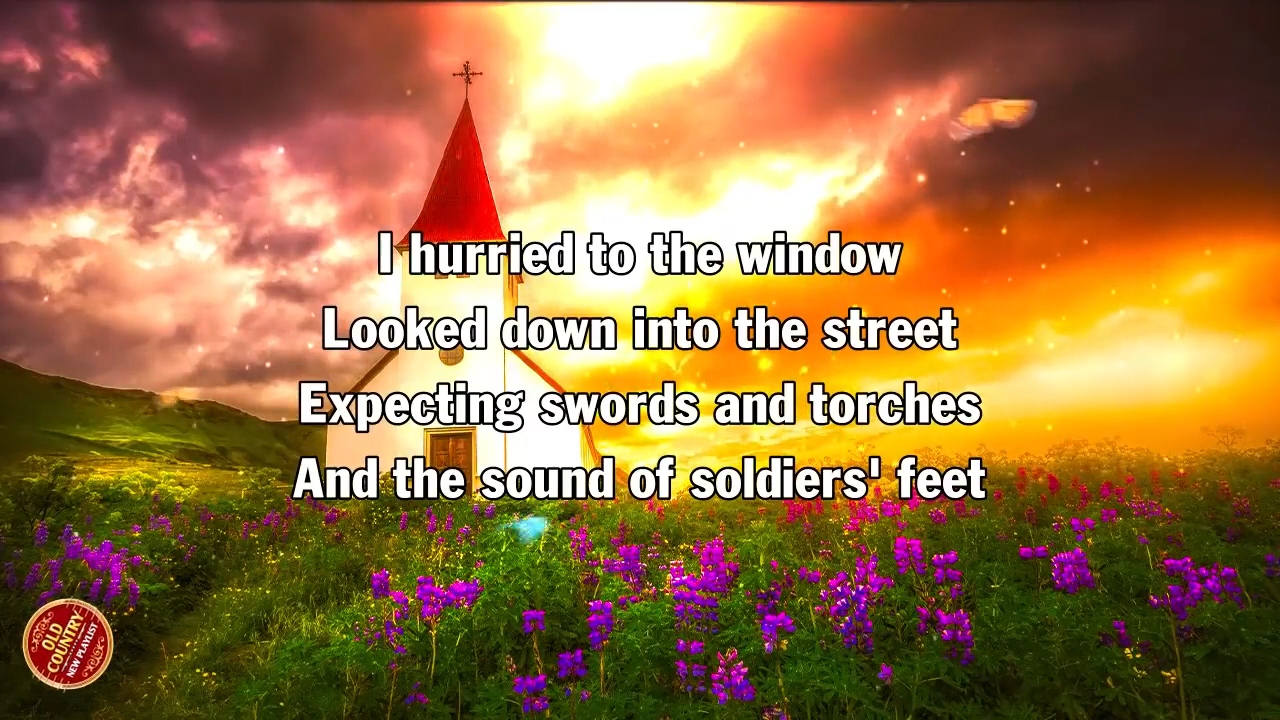 I hurried to the window
Looked down into the street
Expecting swords and torches
And the sound of soldiers' feet
OLD
COUNTRY
NEW PLAYLIST